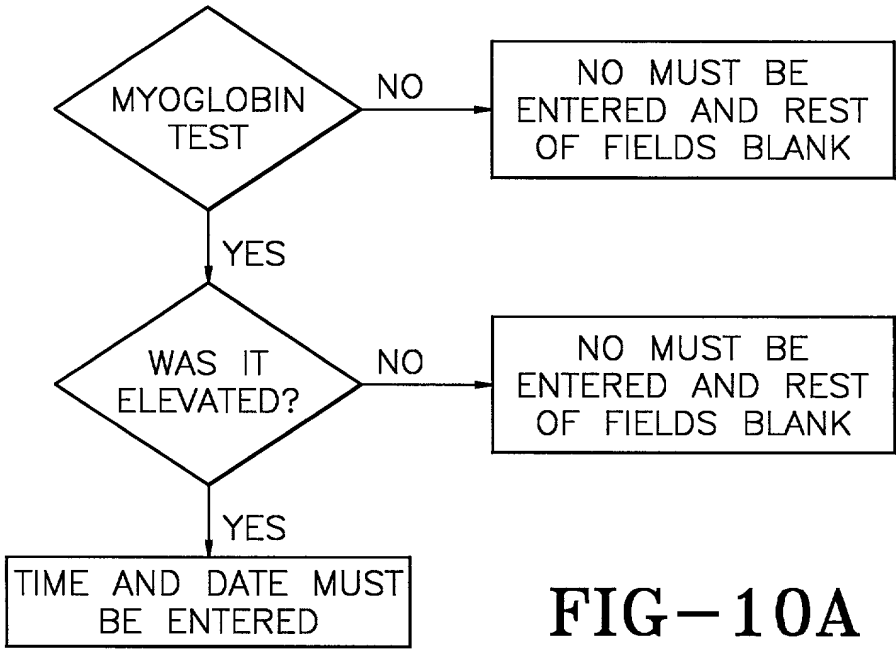 MYOGLOBIN
TEST
NO
NO MUST BE
ENTERED AND REST
OF FIELDS BLANK
YES
WAS IT
ELEVATED?
NO
NO MUST BE
ENTERED AND REST
OF FIELDS BLANK
YES
TIME AND DATE MUST
BE ENTERED
FIG-10A